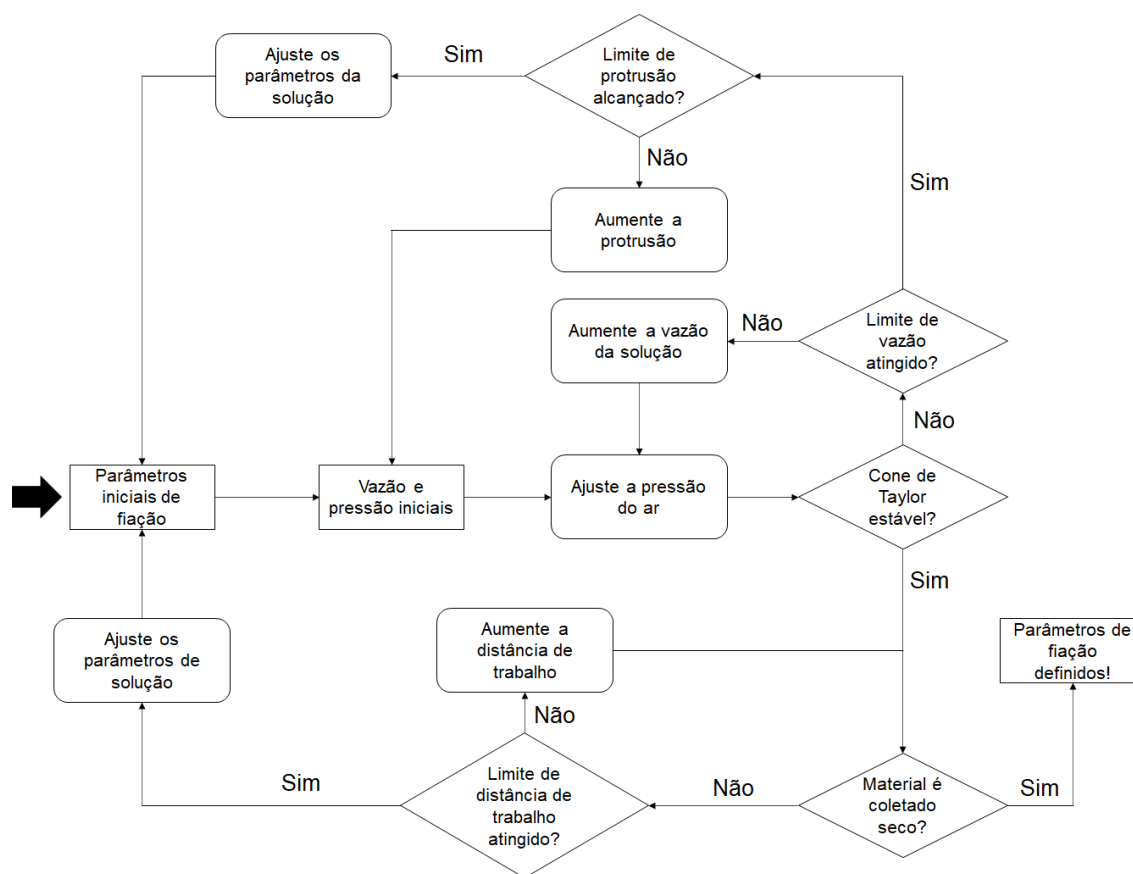 Ajuste os
parâmetros da
solução
Sim
Limite de
protrusão
alcançado?
Não
Sim
Aumente a
protrusão
Aumente a vazão
da solução
Não
Limite de
vazão
atingido?
Não
Parâmetros
iniciais de
fiação
Vazão e
pressão iniciais
Ajuste a pressão
do ar
Cone de
Taylor
estável?
Sim
Ajuste os
parâmetros de
solução
Aumente a
distância de
trabalho
Parâmetros de
fiação
definidos!
Não
Sim
Limite de
distância de
trabalho
atingido?
Não
Material é
coletado
seco?
Sim